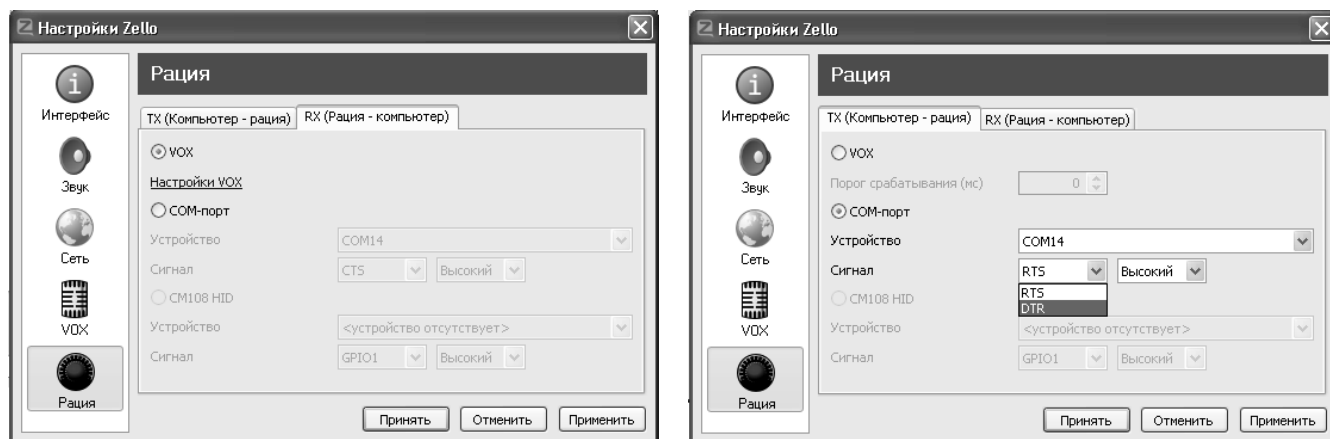 Настройки Zello
Интерфейс
Звук
Сеть
VOX
Рация
Рация
TX (Компьютер - рация) RX (Рация - компьютер)
VOX
Настройки VOX
COM-порт
Устройство COM14
Сигнал CTS Высокий
CM108 HID
Устройство <устройство отсутствует>
Сигнал GPIO1 Высокий
Принять Отменить Применить
Настройки Zello
Интерфейс
Звук
Сеть
VOX
Рация
Рация
TX (Компьютер - рация) RX (Рация - компьютер)
VOX
Порог срабатывания (мс) 0
COM-порт
Устройство COM14
Сигнал RTS Высокий
RTS
DTR
CM108 HID
Устройство <устройство отсутствует>
Сигнал GPIO1 Высокий
Принять Отменить Применить